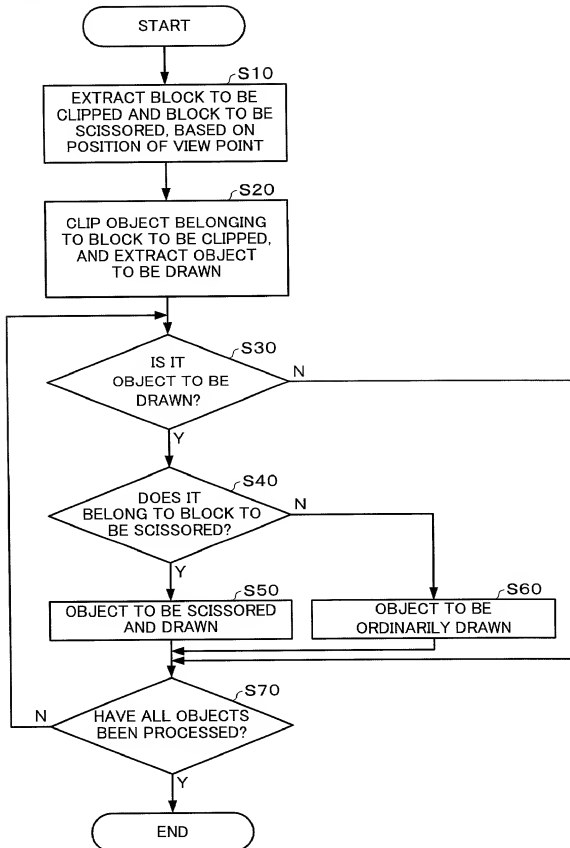 START
S10
EXTRACT BLOCK TO BE
CLIPPED AND BLOCK TO BE
SCISSORED, BASED ON
POSITION OF VIEW POINT
S20
CLIP OBJECT BELONGING
TO BLOCK TO BE CLIPPED,
AND EXTRACT OBJECT
TO BE DRAWN
S30
IS IT
OBJECT TO BE
DRAWN?
N
Y
S40
DOES IT
BELONG TO BLOCK TO
BE SCISSORED?
N
Y
S50
OBJECT TO BE SCISSORED
AND DRAWN
S60
OBJECT TO BE
ORDINARILY DRAWN
S70
HAVE ALL OBJECTS
BEEN PROCESSED?
N
Y
END